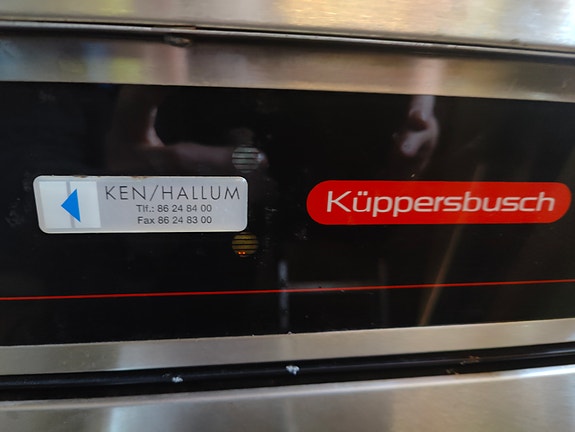 KEN/HALLUM
Tlf.: 86 24 84 00
Fax 86 24 83 00
Küppersbusch